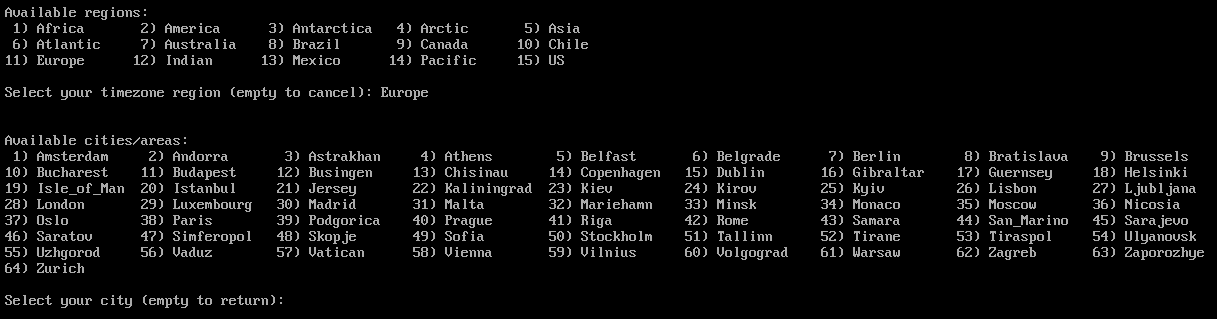 Available regions:
 1) Africa      2) America     3) Antarctica   4) Arctic      5) Asia
 6) Atlantic    7) Australia   8) Brazil       9) Canada     10) Chile
11) Europe     12) Indian     13) Mexico      14) Pacific    15) US
Select your timezone region (empty to cancel): Europe
Available cities/areas:
 1) Amsterdam    2) Andorra     3) Astrakhan    4) Athens       5) Belfast      6) Belgrade     7) Berlin       8) Bratislava   9) Brussels
10) Bucharest   11) Budapest   12) Busingen    13) Chisinau    14) Copenhagen  15) Dublin      16) Gibraltar   17) Guernsey    18) Helsinki
19) Isle_of_Man 20) Istanbul   21) Jersey      22) Kaliningrad 23) Kiev        24) Kirov       25) Kyiv        26) Lisbon      27) Ljubljana
28) London      29) Luxembourg 30) Madrid      31) Malta       32) Mariehamn   33) Minsk       34) Monaco      35) Moscow      36) Nicosia
37) Oslo        38) Paris      39) Podgorica   40) Prague      41) Riga        42) Rome        43) Samara      44) San_Marino  45) Sarajevo
46) Saratov     47) Simferopol 48) Skopje      49) Sofia       50) Stockholm   51) Tallinn     52) Tirane      53) Tiraspol    54) Ulyanovsk
55) Uzhgorod    56) Vaduz      57) Vatican     58) Vienna      59) Vilnius     60) Volgograd   61) Warsaw      62) Zagreb      63) Zaporozhye
64) Zurich
Select your city (empty to return):